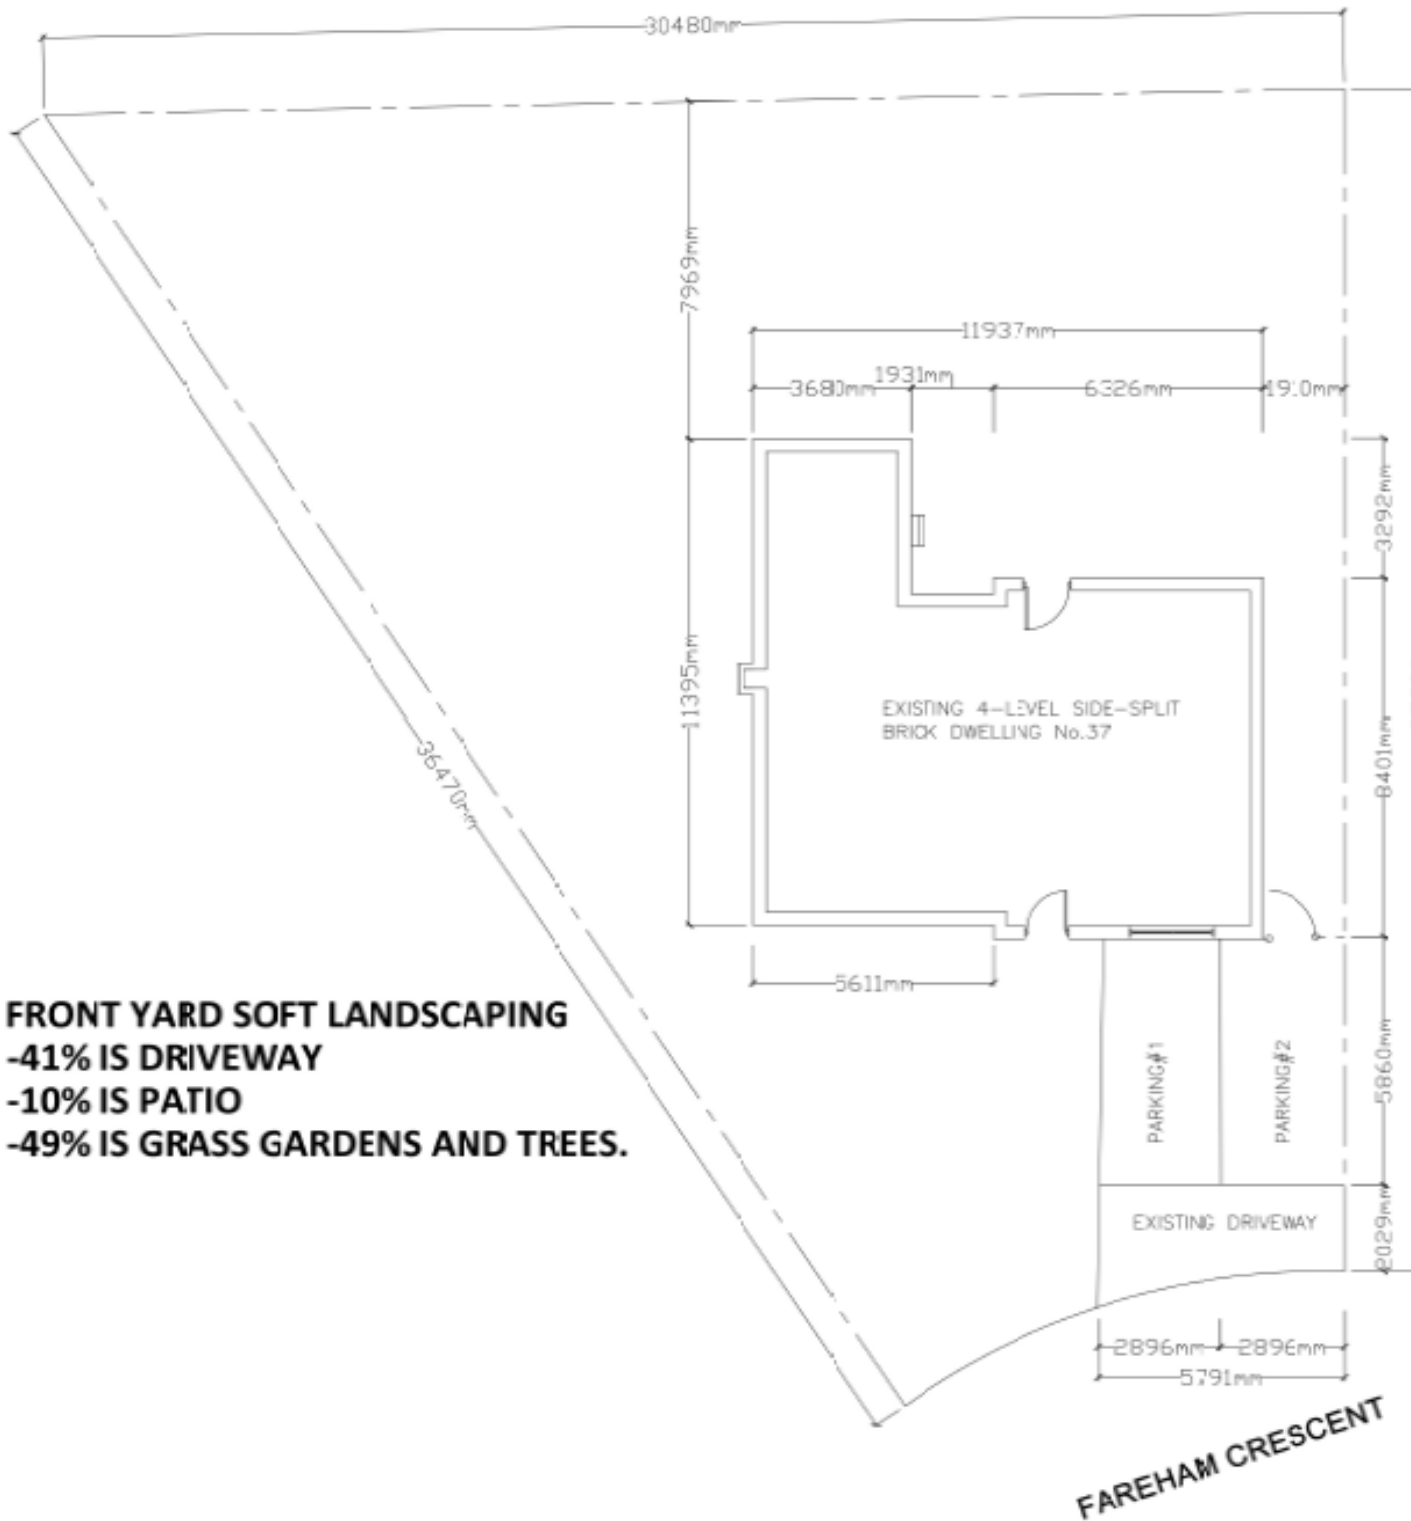 30480mm
7969mm
11937mm
3680mm
1931mm
6326mm
1910mm
3292mm
11395mm
EXISTING 4-LEVEL SIDE-SPLIT
BRICK DWELLING No.37
8401mm
36470mm
5611mm
FRONT YARD SOFT LANDSCAPING
-41% IS DRIVEWAY
-10% IS PATIO
-49% IS GRASS GARDENS AND TREES.
PARKING#1
PARKING#2
5860mm
EXISTING DRIVEWAY
2029mm
2896mm
2896mm
5791mm
FAREHAM CRESCENT